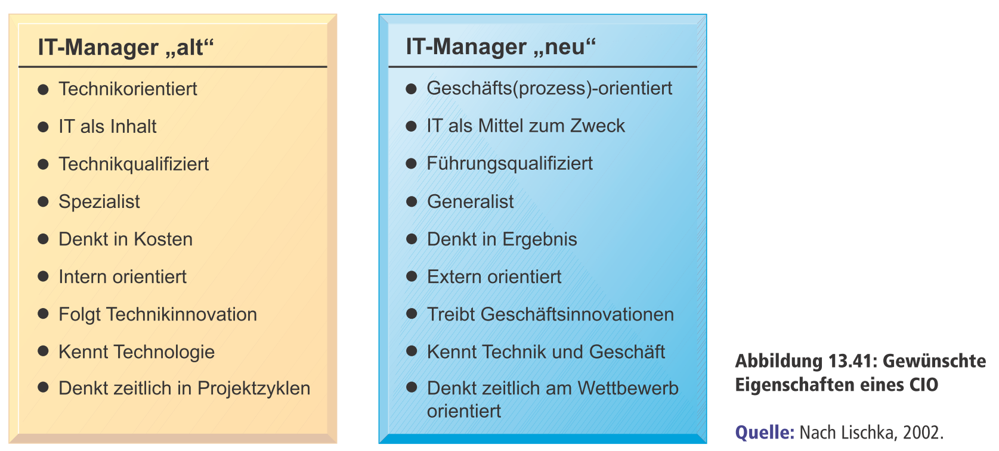 IT-Manager „alt“
● Technikorientiert
● IT als Inhalt
● Technikqualifiziert
● Spezialist
● Denkt in Kosten
● Intern orientiert
● Folgt Technikinnovation
● Kennt Technologie
● Denkt zeitlich in Projektzyklen
IT-Manager „neu“
● Geschäfts(prozess)-orientiert
● IT als Mittel zum Zweck
● Führungsqualifiziert
● Generalist
● Denkt in Ergebnis
● Extern orientiert
● Treibt Geschäftsinnovationen
● Kennt Technik und Geschäft
● Denkt zeitlich am Wettbewerb
orientiert
Abbildung 13.41: Gewünschte
Eigenschaften eines CIO
Quelle: Nach Lischka, 2002.